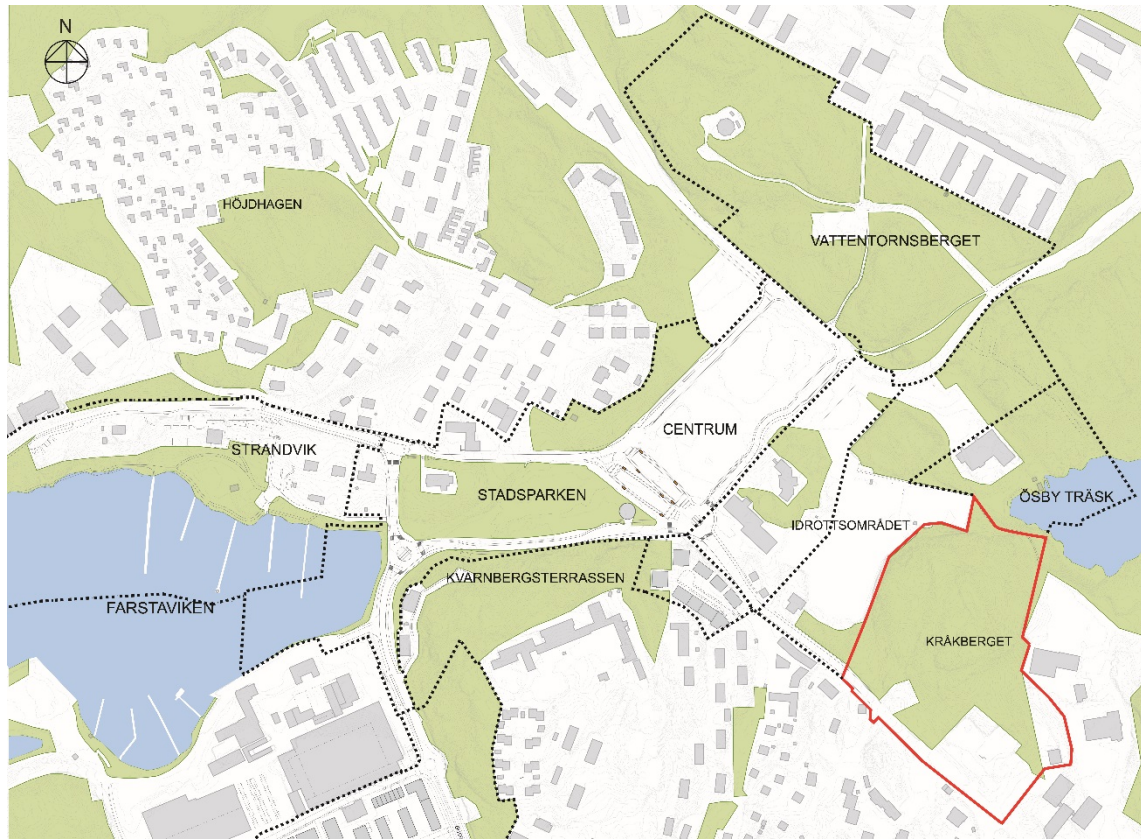 N
HÖJDHAGEN
VATTENTORNSBERGET
CENTRUM
STRANDVIK
STADSPARKEN
ÖSBY TRÄSK
IDROTTSOMRÅDET
KVARNBERGSTERRASSEN
FARSTAVIKEN
KRÅKBERGET